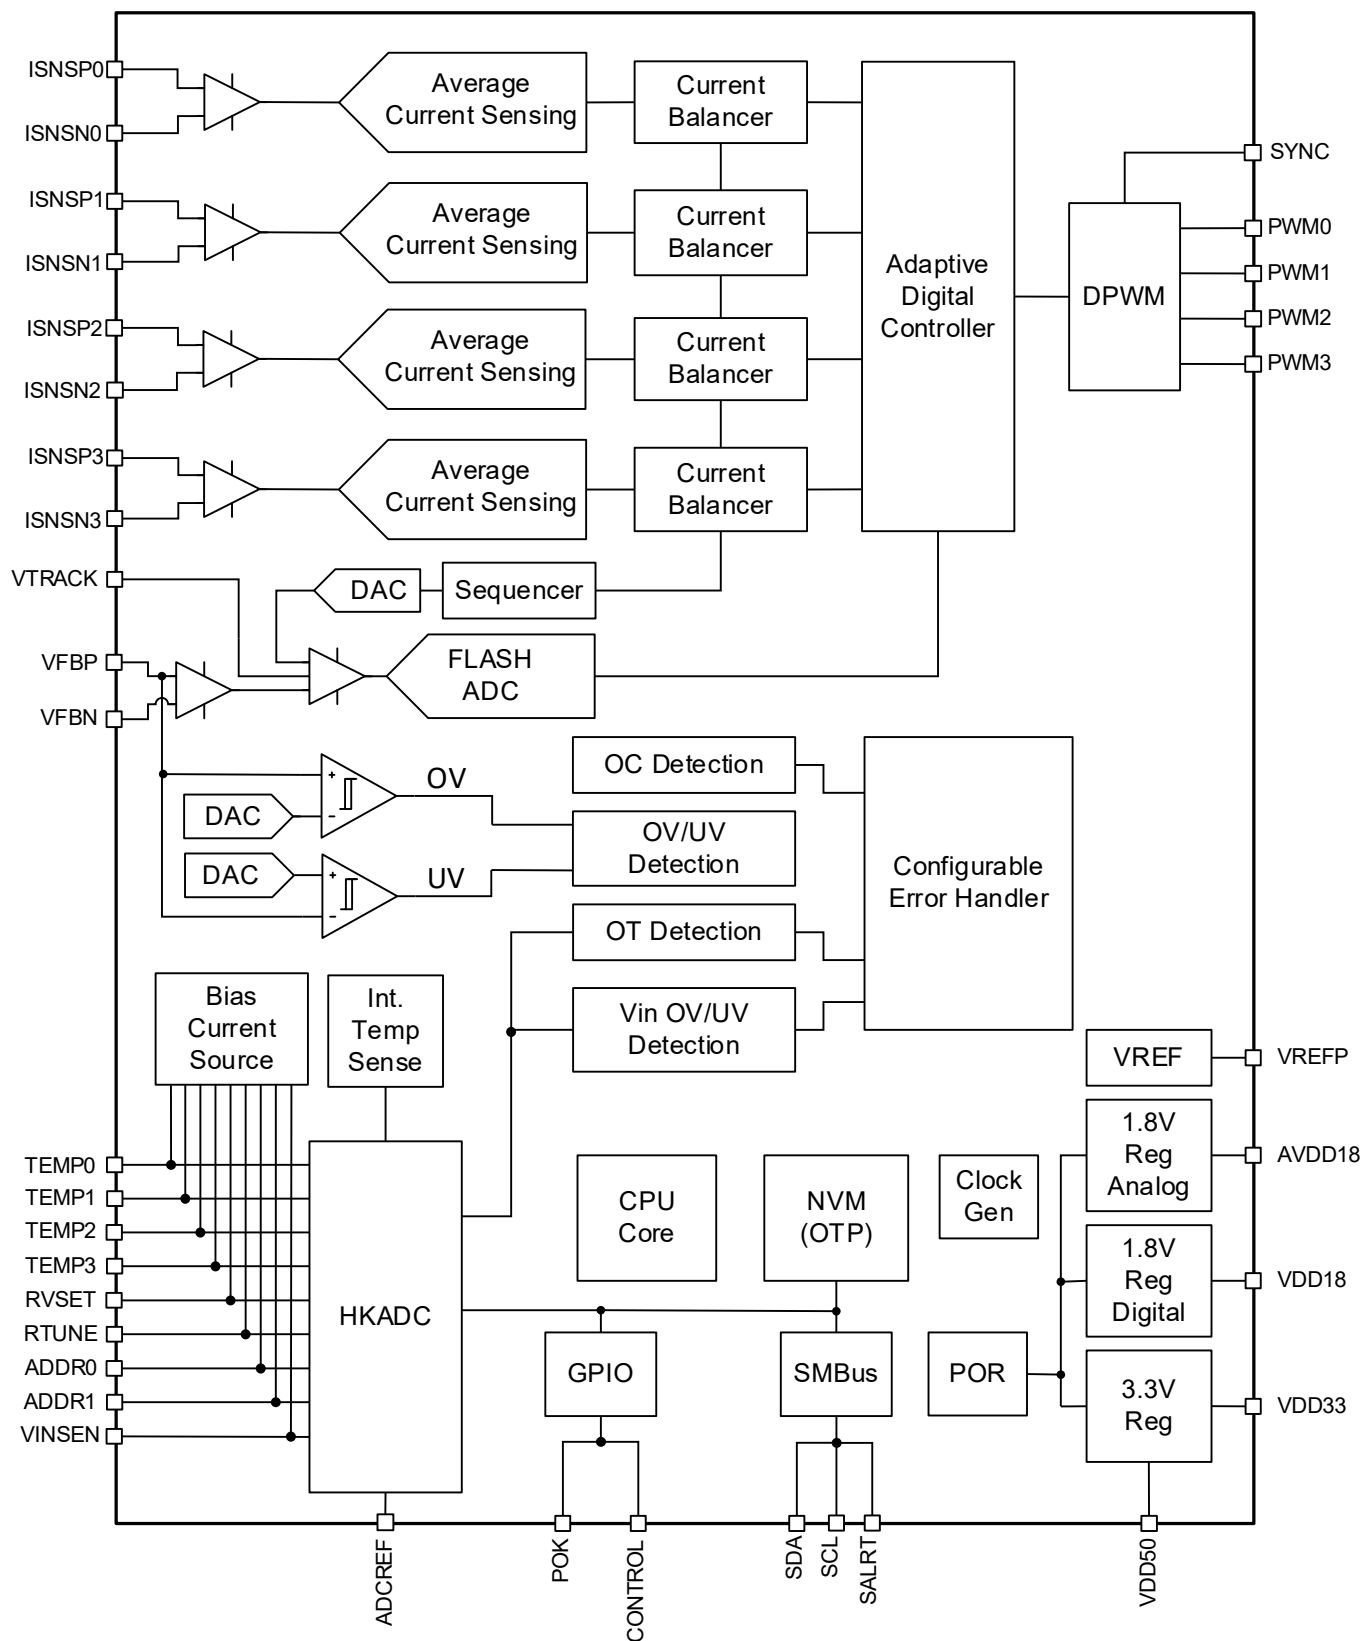 ISNSP0
ISNSN0
Average
Current Sensing
Current
Balancer
ISNSP1
ISNSN1
Average
Current Sensing
Current
Balancer
ISNSP2
ISNSN2
Average
Current Sensing
Current
Balancer
ISNSP3
ISNSN3
Average
Current Sensing
Current
Balancer
Adaptive
Digital
Controller
DPWM
SYNC
PWM0
PWM1
PWM2
PWM3
VTRACK
DAC
Sequencer
VFBP
VFBN
FLASH
ADC
+
-
OV
DAC
DAC
+
-
UV
OC Detection
OV/UV
Detection
OT Detection
Vin OV/UV
Detection
Configurable
Error Handler
Bias
Current
Source
Int.
Temp
Sense
VREF
VREFP
1.8V
Reg
Analog
AVDD18
1.8V
Reg
Digital
VDD18
3.3V
Reg
VDD33
POR
Clock
Gen
CPU
Core
NVM
(OTP)
TEMP0
TEMP1
TEMP2
TEMP3
RVSET
RTUNE
ADDR0
ADDR1
VINSEN
HKADC
GPIO
SMBus
ADCREF
POK
CONTROL
SDA
SCL
SALRT
VDD50